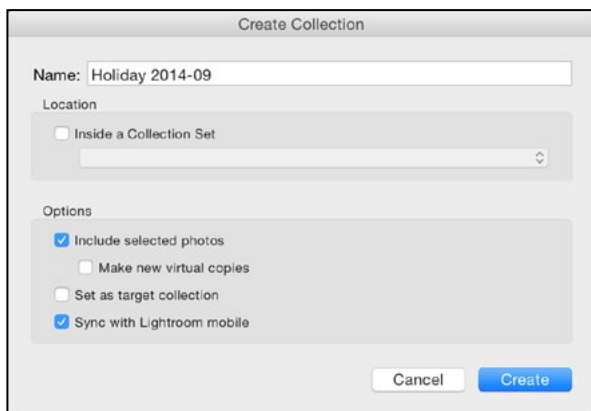 Create Collection
Name: Holiday 2014-09
Location
Inside a Collection Set
Options
Include selected photos
Make new virtual copies
Set as target collection
Sync with Lightroom mobile
Cancel Create